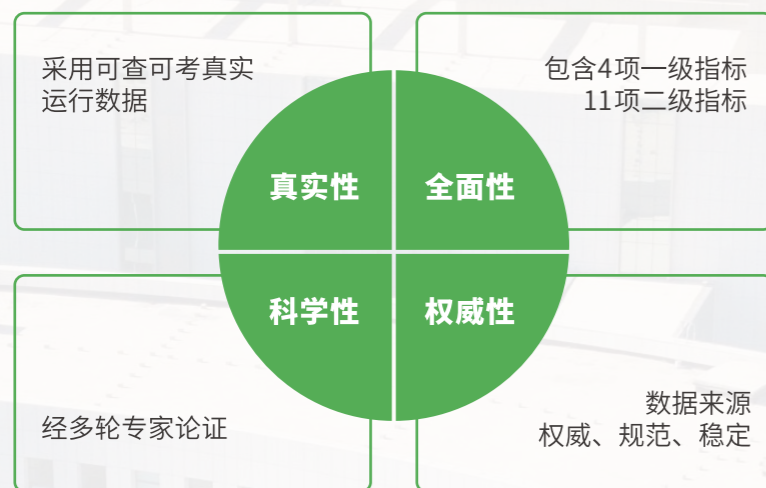 采用可查可考真实
运行数据
包含4项一级指标
11项二级指标
真实性
全面性
科学性
权威性
经多轮专家论证
数据来源
权威、规范、稳定